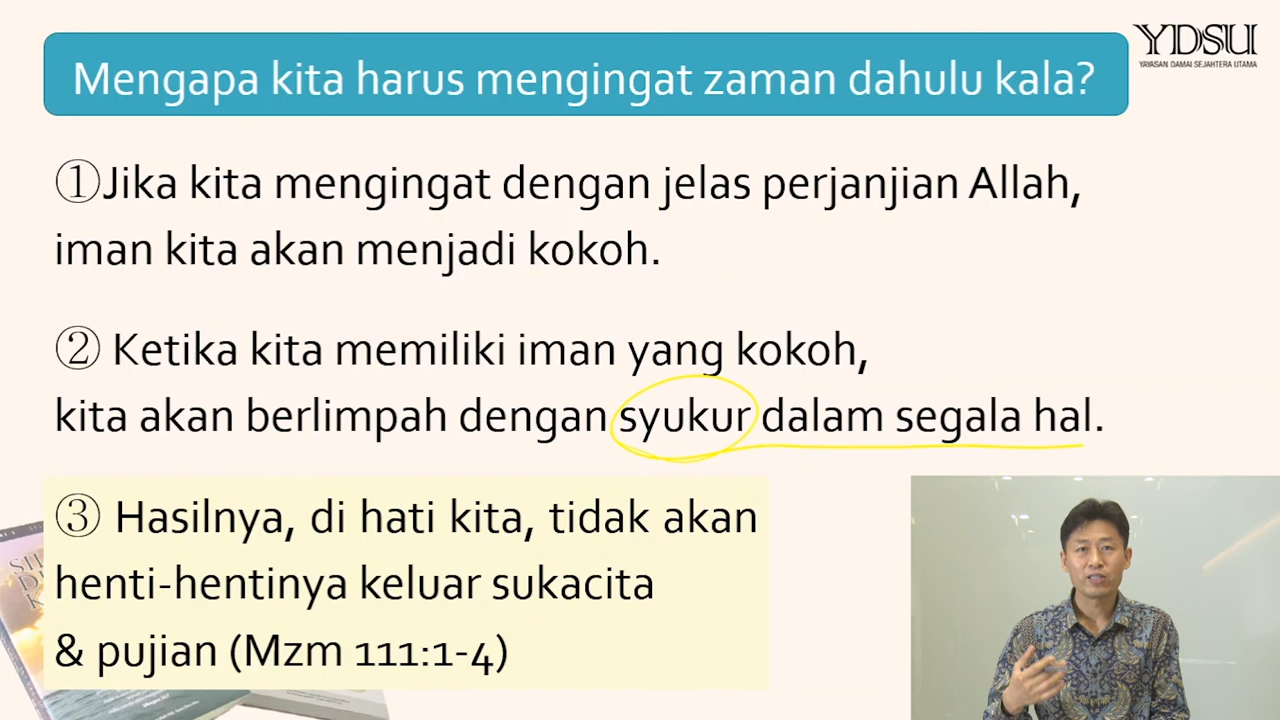 Mengapa kita harus mengingat zaman dahulu kala?
YDSU
YAYASAN DAMAI SEJAHTERA UTAMA
①Jika kita mengingat dengan jelas perjanjian Allah,
iman kita akan menjadi kokoh.
② Ketika kita memiliki iman yang kokoh,
kita akan berlimpah dengan syukur dalam segala hal.
③ Hasilnya, di hati kita, tidak akan
henti-hentinya keluar sukacita
& pujian (Mzm 111:1-4)